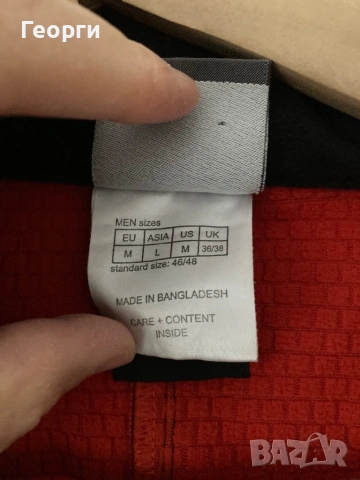 Георги
MEN sizes
EU ASIA US UK
M L M 36/38
standard size: 46/48
MADE IN BANGLADESH
CARE + CONTENT
INSIDE
BAZAR